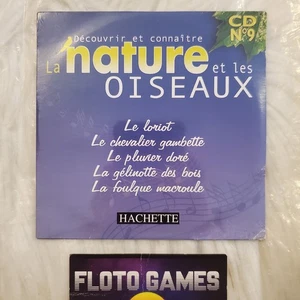 Découvrir et connaître
CD
N°9
La nature et les
OISEAUX
Le loriot
Le chevalier gambette
Le pluvier doré
La gélinotte des bois
La foulque macroule
HACHETTE
FLOTO GAMES